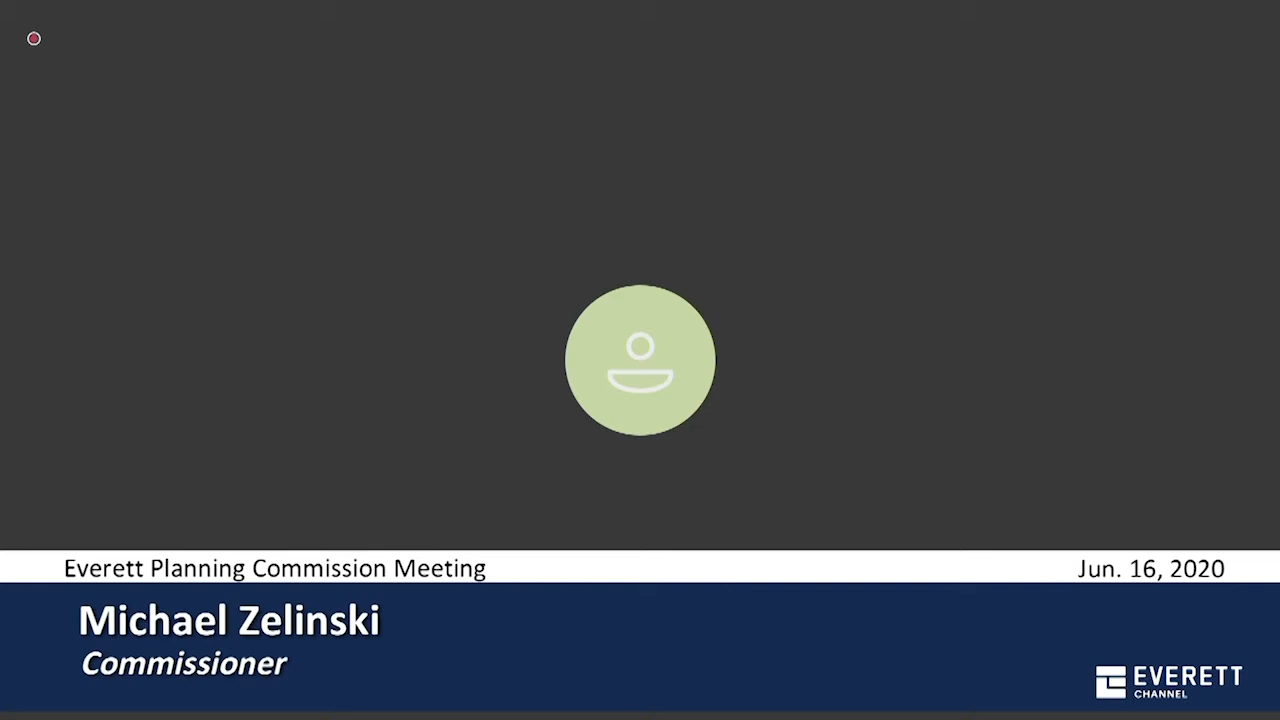 Everett Planning Commission Meeting
Jun. 16, 2020
Michael Zelinski
Commissioner
EVERETT
CHANNEL